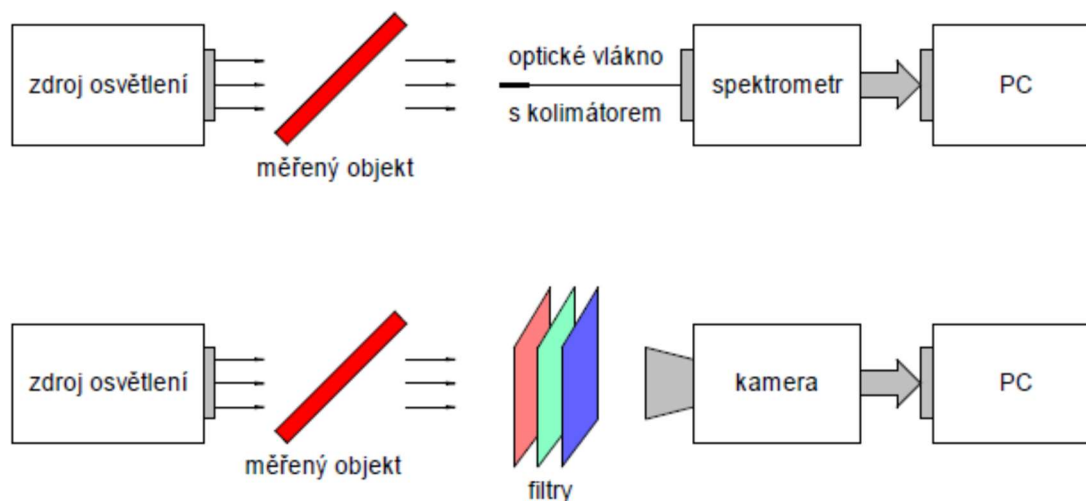 zdroj osvětlení
měřený objekt
optické vlákno
s kolimátorem
spektrometr
PC
zdroj osvětlení
měřený objekt
filtry
kamera
PC